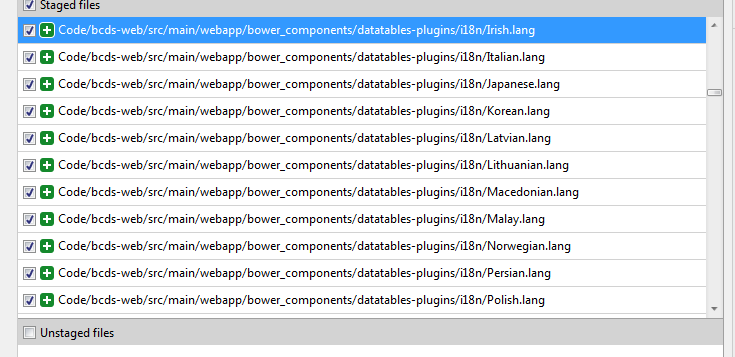 Staged files
Code/bcds-web/src/main/webapp/bower_components/datatables-plugins/i18n/Irish.lang
Code/bcds-web/src/main/webapp/bower_components/datatables-plugins/i18n/Italian.lang
Code/bcds-web/src/main/webapp/bower_components/datatables-plugins/i18n/Japanese.lang
Code/bcds-web/src/main/webapp/bower_components/datatables-plugins/i18n/Korean.lang
Code/bcds-web/src/main/webapp/bower_components/datatables-plugins/i18n/Latvian.lang
Code/bcds-web/src/main/webapp/bower_components/datatables-plugins/i18n/Lithuanian.lang
Code/bcds-web/src/main/webapp/bower_components/datatables-plugins/i18n/Macedonian.lang
Code/bcds-web/src/main/webapp/bower_components/datatables-plugins/i18n/Malay.lang
Code/bcds-web/src/main/webapp/bower_components/datatables-plugins/i18n/Norwegian.lang
Code/bcds-web/src/main/webapp/bower_components/datatables-plugins/i18n/Persian.lang
Code/bcds-web/src/main/webapp/bower_components/datatables-plugins/i18n/Polish.lang
Unstaged files